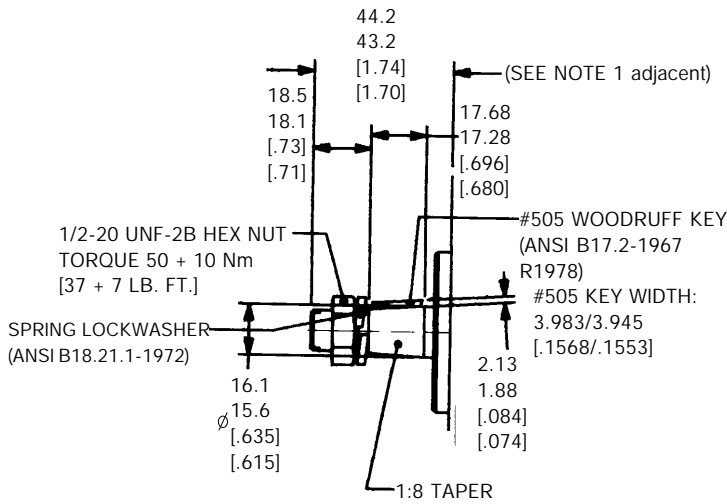 44.2
43.2
[1.74]
[1.70]
(SEE NOTE 1 adjacent)
18.5
18.1
[.73]
[.71]
17.68
17.28
[.696]
[.680]
1/2-20 UNF-2B HEX NUT
TORQUE 50 + 10 Nm
[37 + 7 LB. FT.]
#505 WOODRUFF KEY
(ANSI B17.2-1967
R1978)
#505 KEY WIDTH:
3.983/3.945
[.1568/.1553]
SPRING LOCKWASHER
(ANSI B18.21.1-1972)
2.13
1.88
[.084]
[.074]
16.1
⌀ 15.6
[.635]
[.615]
1:8 TAPER